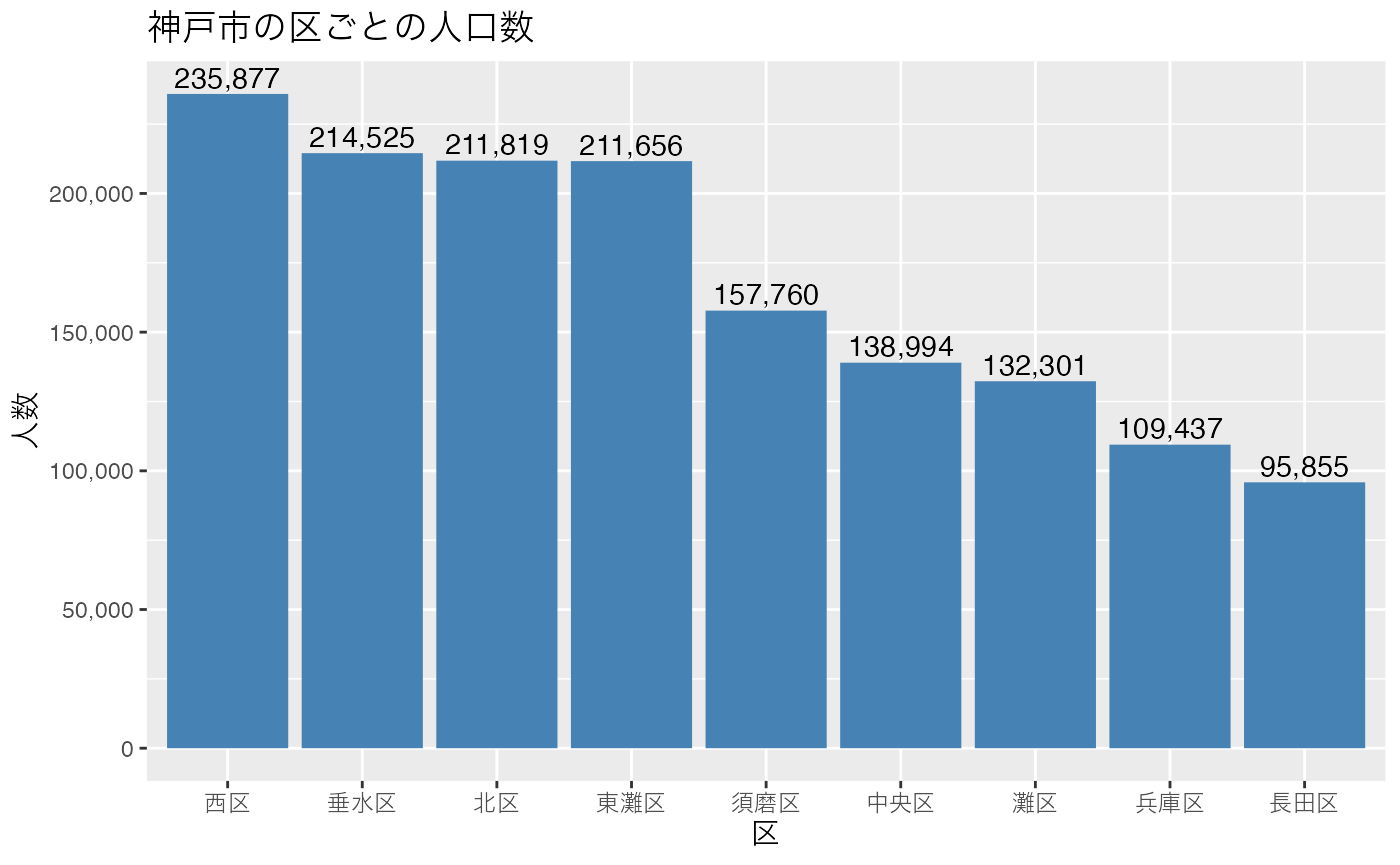 神戸市の区ごとの人口数
235,877
214,525
211,819
211,656
157,760
138,994
132,301
109,437
95,855
200,000
150,000
100,000
50,000
0
人数
西区
垂水区
北区
東灘区
須磨区
中央区
灘区
兵庫区
長田区
区